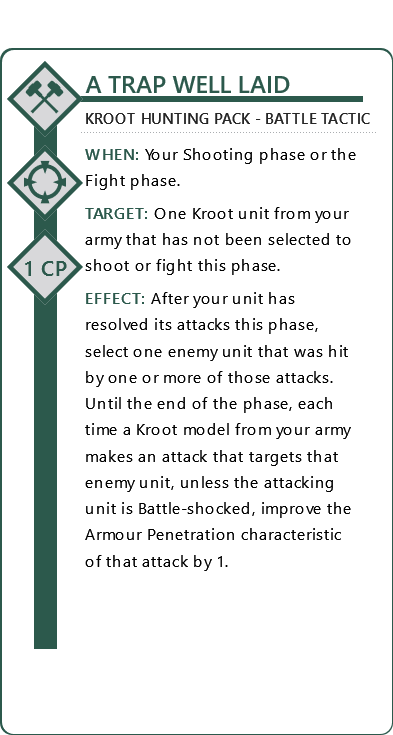 A TRAP WELL LAID
KROOT HUNTING PACK - BATTLE TACTIC
WHEN: Your Shooting phase or the
Fight phase.
TARGET: One Kroot unit from your
army that has not been selected to
1 CP
shoot or fight this phase.
EFFECT: After your unit has
resolved its attacks this phase,
select one enemy unit that was hit
by one or more of those attacks.
Until the end of the phase, each
time a Kroot model from your army
makes an attack that targets that
enemy unit, unless the attacking
unit is Battle-shocked, improve the
Armour Penetration characteristic
of that attack by 1.